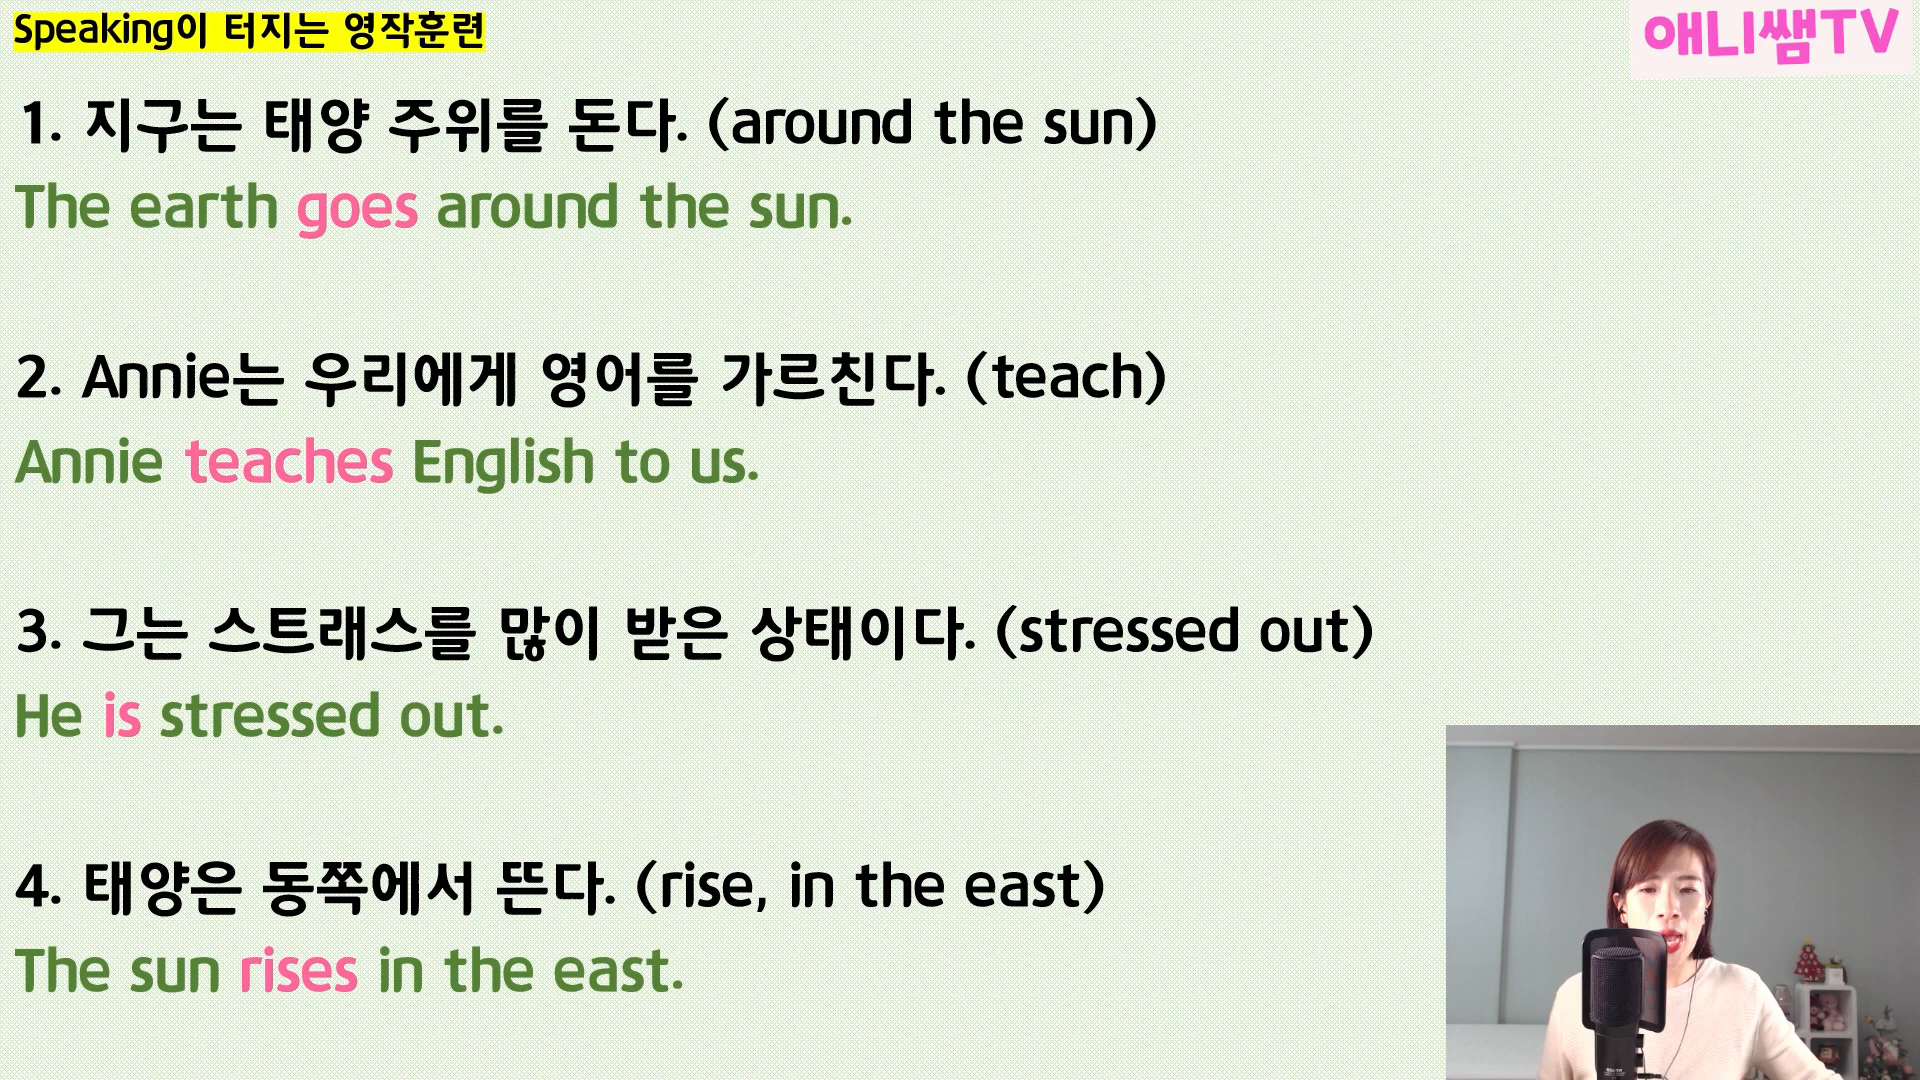 Speaking이 터지는 영작훈련
애니쌤TV
1. 지구는 태양 주위를 돈다. (around the sun)
The earth goes around the sun.
2. Annie는 우리에게 영어를 가르친다. (teach)
Annie teaches English to us.
3. 그는 스트래스를 많이 받은 상태이다. (stressed out)
He is stressed out.
4. 태양은 동쪽에서 뜬다. (rise, in the east)
The sun rises in the east.